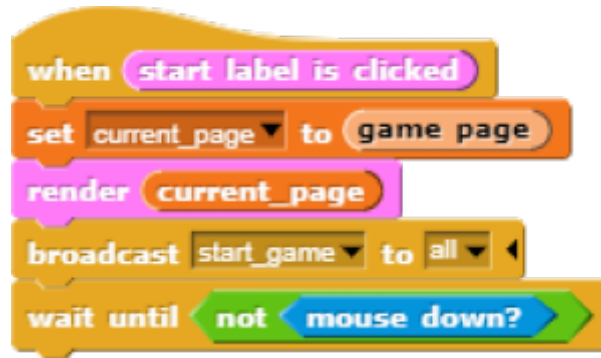 when start label is clicked
set current_page to game page
render current_page
broadcast start_game to all
wait until not mouse down?